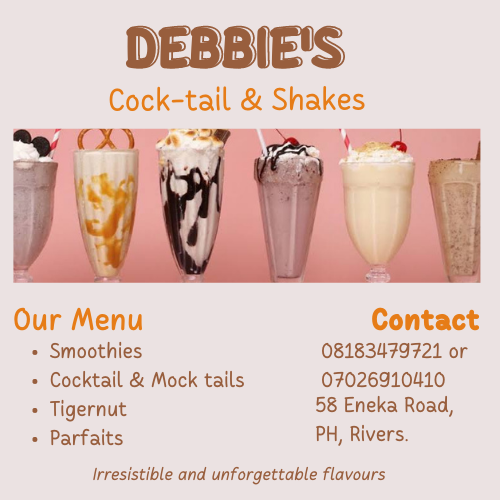 DEBBIE'S
Cock-tail & Shakes
Our Menu
• Smoothies
• Cocktail & Mock tails
• Tigernut
• Parfaits
Contact
08183479721 or
07026910410
58 Eneka Road,
PH, Rivers.
Irresistible and unforgettable flavours